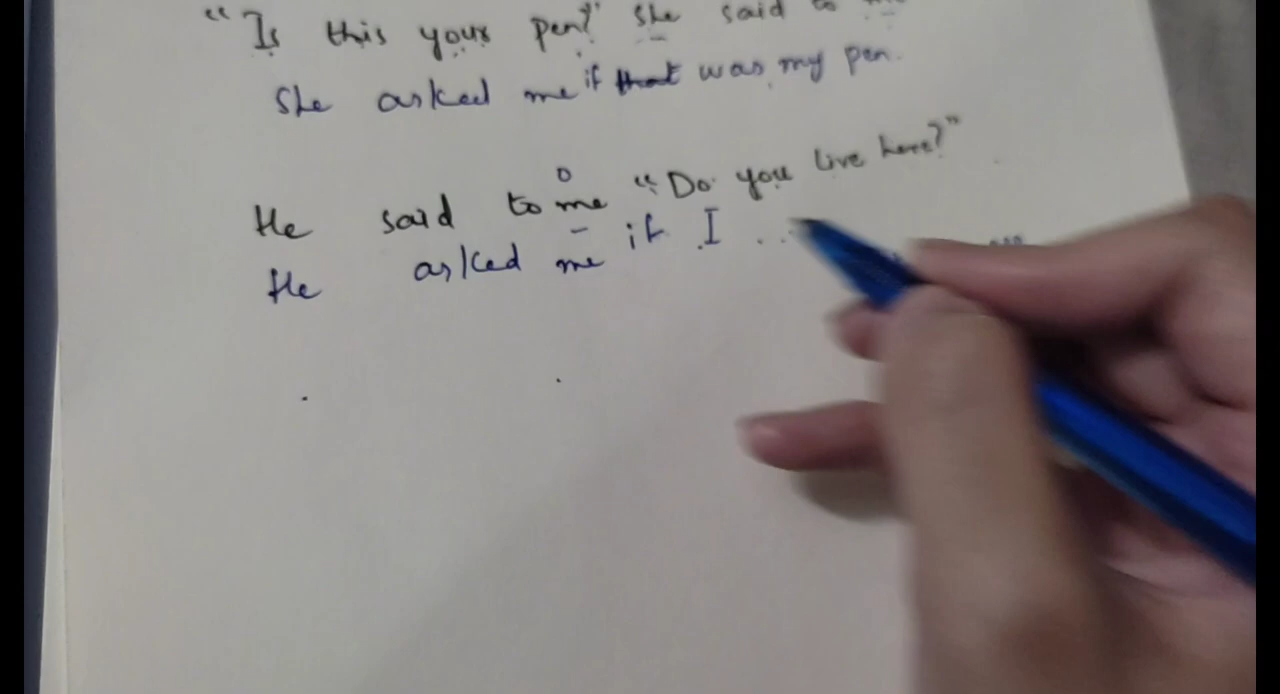 "Is this your pen?" She said to
She asked me if that was my pen.
He said to me "Do you live here?"
He asked me if I ...